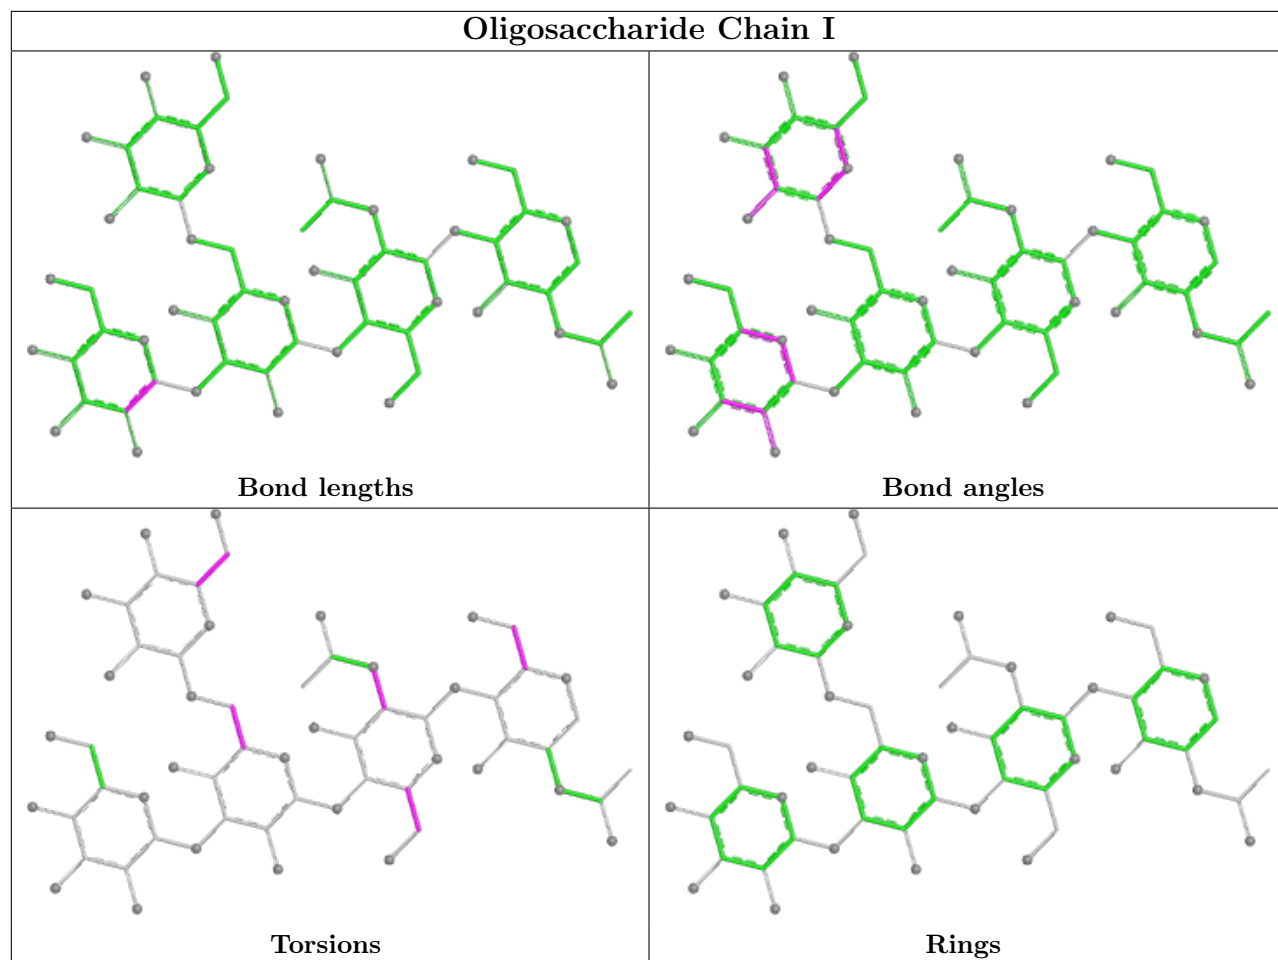 Oligosaccharide Chain I
Bond lengths
Bond angles
Torsions
Rings